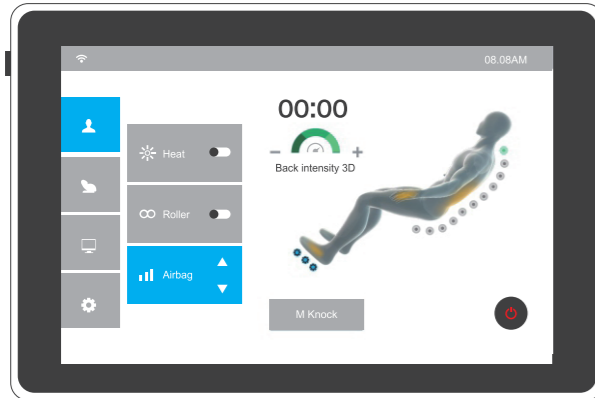 08.08AM
00:00
Heat
Back intensity 3D
Roller
Airbag
M Knock